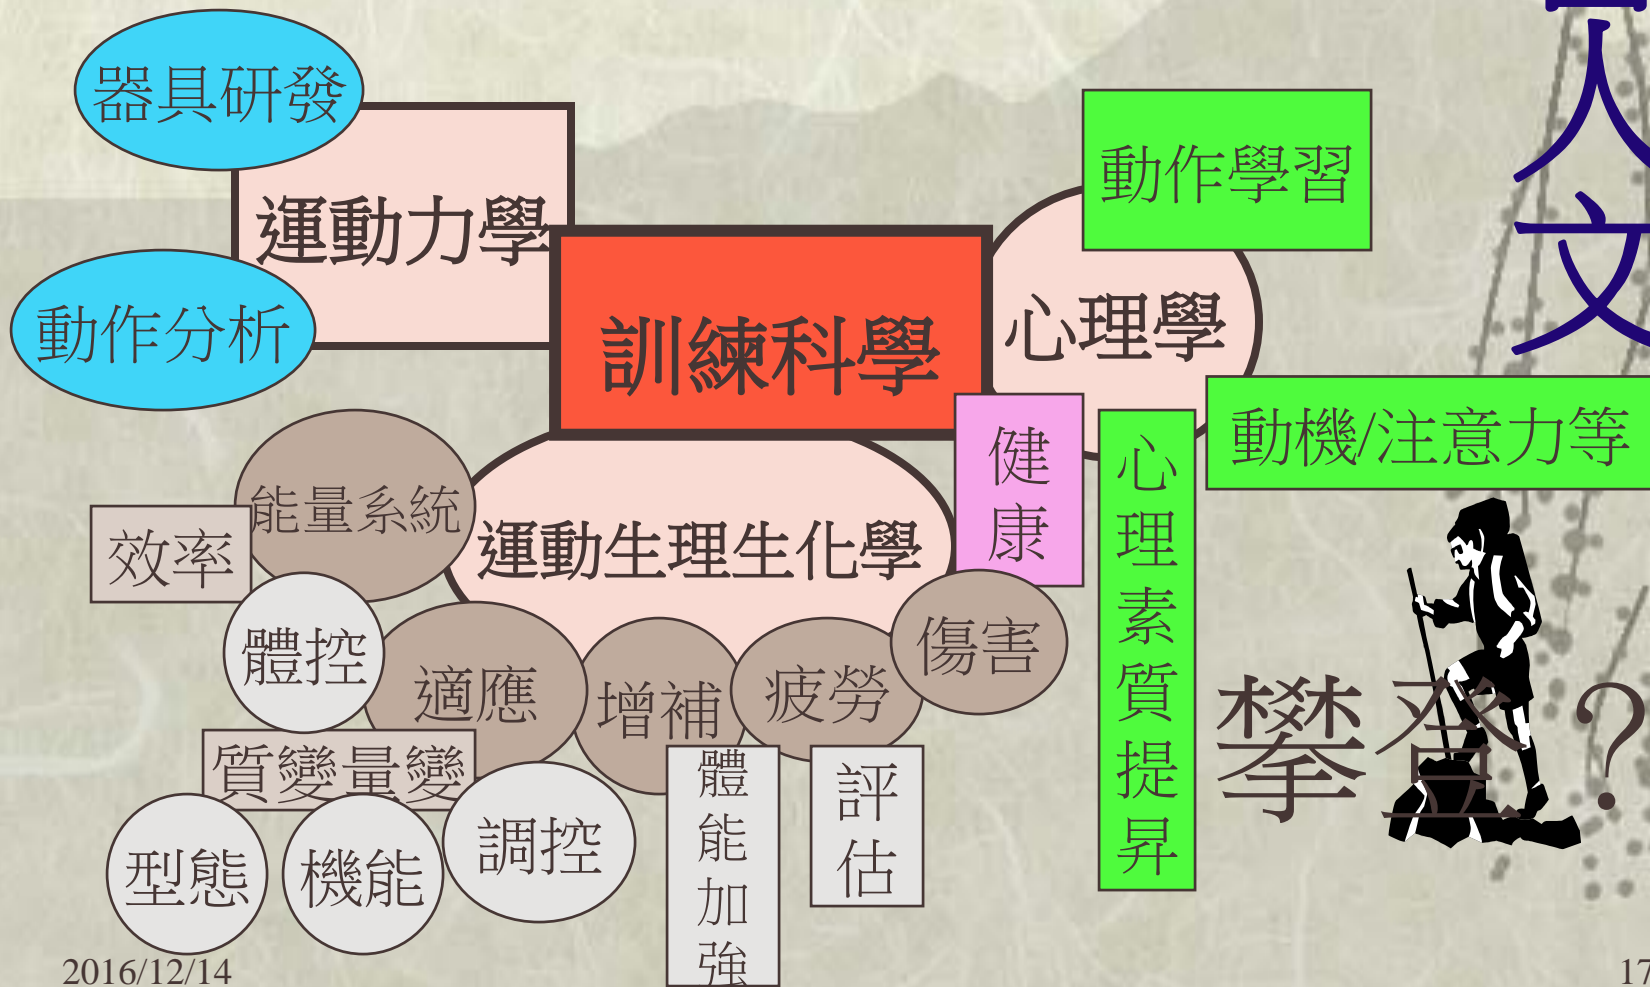 人文
器具研發
運動力學
動作學習
動作分析
訓練科學
心理學
動機/注意力等
健康
心理素質提昇
能量系統
效率
運動生理生化學
體控
適應
增補
疲勞
傷害
質變量變
體能加強
評估
型態
機能
調控
攀登？
2016/12/14
17